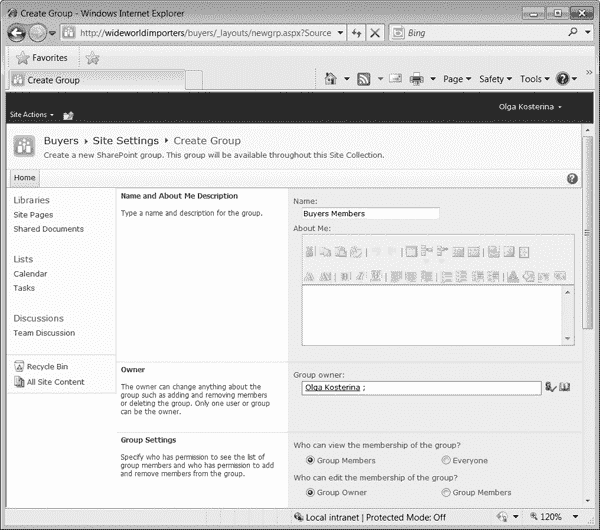 Create Group - Windows Internet Explorer
http://wideworldimporters/buyers/_layouts/newgrp.aspx?Source
Bing
Favorites
Create Group
Page
Safety
Tools
Olga Kosterina
Site Actions
Buyers
Site Settings
Create Group
Create a new SharePoint group. This group will be available throughout this Site Collection.
Home
Libraries
Site Pages
Shared Documents
Lists
Calendar
Tasks
Discussions
Team Discussion
Recycle Bin
All Site Content
Name and About Me Description
Type a name and description for the group.
Name:
Buyers Members
About Me:
Owner
The owner can change anything about the
group such as adding and removing members
or deleting the group. Only one user or group
can be the owner.
Group owner:
Olga Kosterina ;
Group Settings
Specify who has permission to see the list of
group members and who has permission to add
and remove members from the group.
Who can view the membership of the group?
Group Members
Everyone
Who can edit the membership of the group?
Group Owner
Group Members
Local intranet | Protected Mode: Off
120%